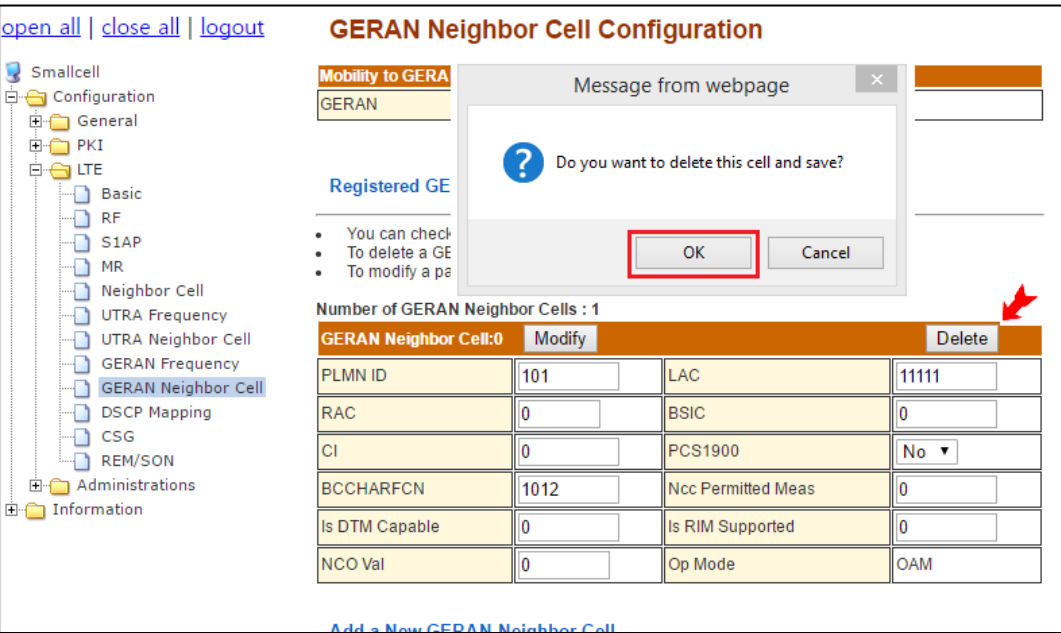 open all | close all | logout
GERAN Neighbor Cell Configuration
Smallcell
Configuration
General
PKI
LTE
Basic
RF
S1AP
MR
Neighbor Cell
UTRA Frequency
UTRA Neighbor Cell
GERAN Frequency
GERAN Neighbor Cell
DSCP Mapping
CSG
REM/SON
Administrations
Information
Mobility to GERA
GERAN
Message from webpage
×
Do you want to delete this cell and save?
OK Cancel
Registered GE
• You can check
• To delete a GE
• To modify a pa
Number of GERAN Neighbor Cells : 1
GERAN Neighbor Cell:0 Modify Delete
PLMN ID 101 LAC 11111
RAC 0 BSIC 0
CI 0 PCS1900 No
BCCHARFCN 1012 Ncc Permitted Meas 0
Is DTM Capable 0 Is RIM Supported 0
NCO Val 0 Op Mode OAM
Add a New GERAN Neighbor Cell